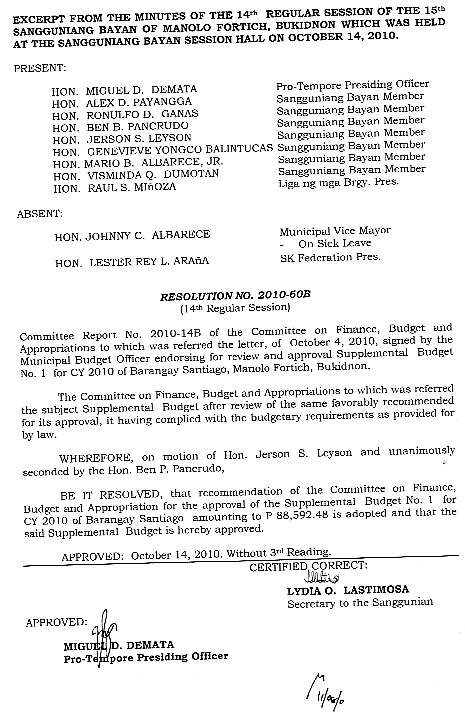 EXCERPT FROM THE MINUTES OF THE 14th REGULAR SESSION OF THE 15th
SANGGUNIANG BAYAN OF MANOLO FORTICH, BUKIDNON WHICH WAS HELD
AT THE SANGGUNIANG BAYAN SESSION HALL ON OCTOBER 14, 2010.
PRESENT:
HON. MIGUEL D. DEMATA Pro-Tempore Presiding Officer
HON. ALEX D. PAYANGGA Sangguniang Bayan Member
HON. RONULFO D. GANAS Sangguniang Bayan Member
HON. BEN B. PANCRUDO Sangguniang Bayan Member
HON. JERSON S. LEYSON Sangguniang Bayan Member
HON. GENEVIEVE YONGCO BALINTUCAS Sangguniang Bayan Member
HON. MARIO B. ALBARECE, JR. Sangguniang Bayan Member
HON. VISMINDA Q. DUMOTAN Sangguniang Bayan Member
HON. RAUL S. MIñOZA Liga ng mga Brgy. Pres.
ABSENT:
HON. JOHNNY C. ALBARECE Municipal Vice Mayor
- On Sick Leave
HON. LESTER REY L. ARAñA SK Federation Pres.
RESOLUTION NO. 2010-60B
(14th Regular Session)
Committee Report No. 2010-14B of the Committee on Finance, Budget and
Appropriations to which was referred the letter, of October 4, 2010, signed by the
Municipal Budget Officer endorsing for review and approval Supplemental Budget
No. 1 for CY 2010 of Barangay Santiago, Manolo Fortich, Bukidnon.
The Committee on Finance, Budget and Appropriations to which was referred
the subject Supplemental Budget after review of the same favorably recommended
for its approval, it having complied with the budgetary requirements as provided for
by law.
WHEREFORE, on motion of Hon. Jerson S. Leyson and unanimously
seconded by the Hon. Ben P. Pancrudo,
BE IT RESOLVED, that recommendation of the Committee on Finance,
Budget and Appropriation for the approval of the Supplemental Budget No. 1 for
CY 2010 of Barangay Santiago amounting to P 88,592.48 is adopted and that the
said Supplemental Budget is hereby approved.
APPROVED: October 14, 2010. Without 3rd Reading.
CERTIFIED CORRECT:
LYDIA O. LASTIMOSA
Secretary to the Sanggunian
APPROVED:
MIGUEL D. DEMATA
Pro-Tempore Presiding Officer